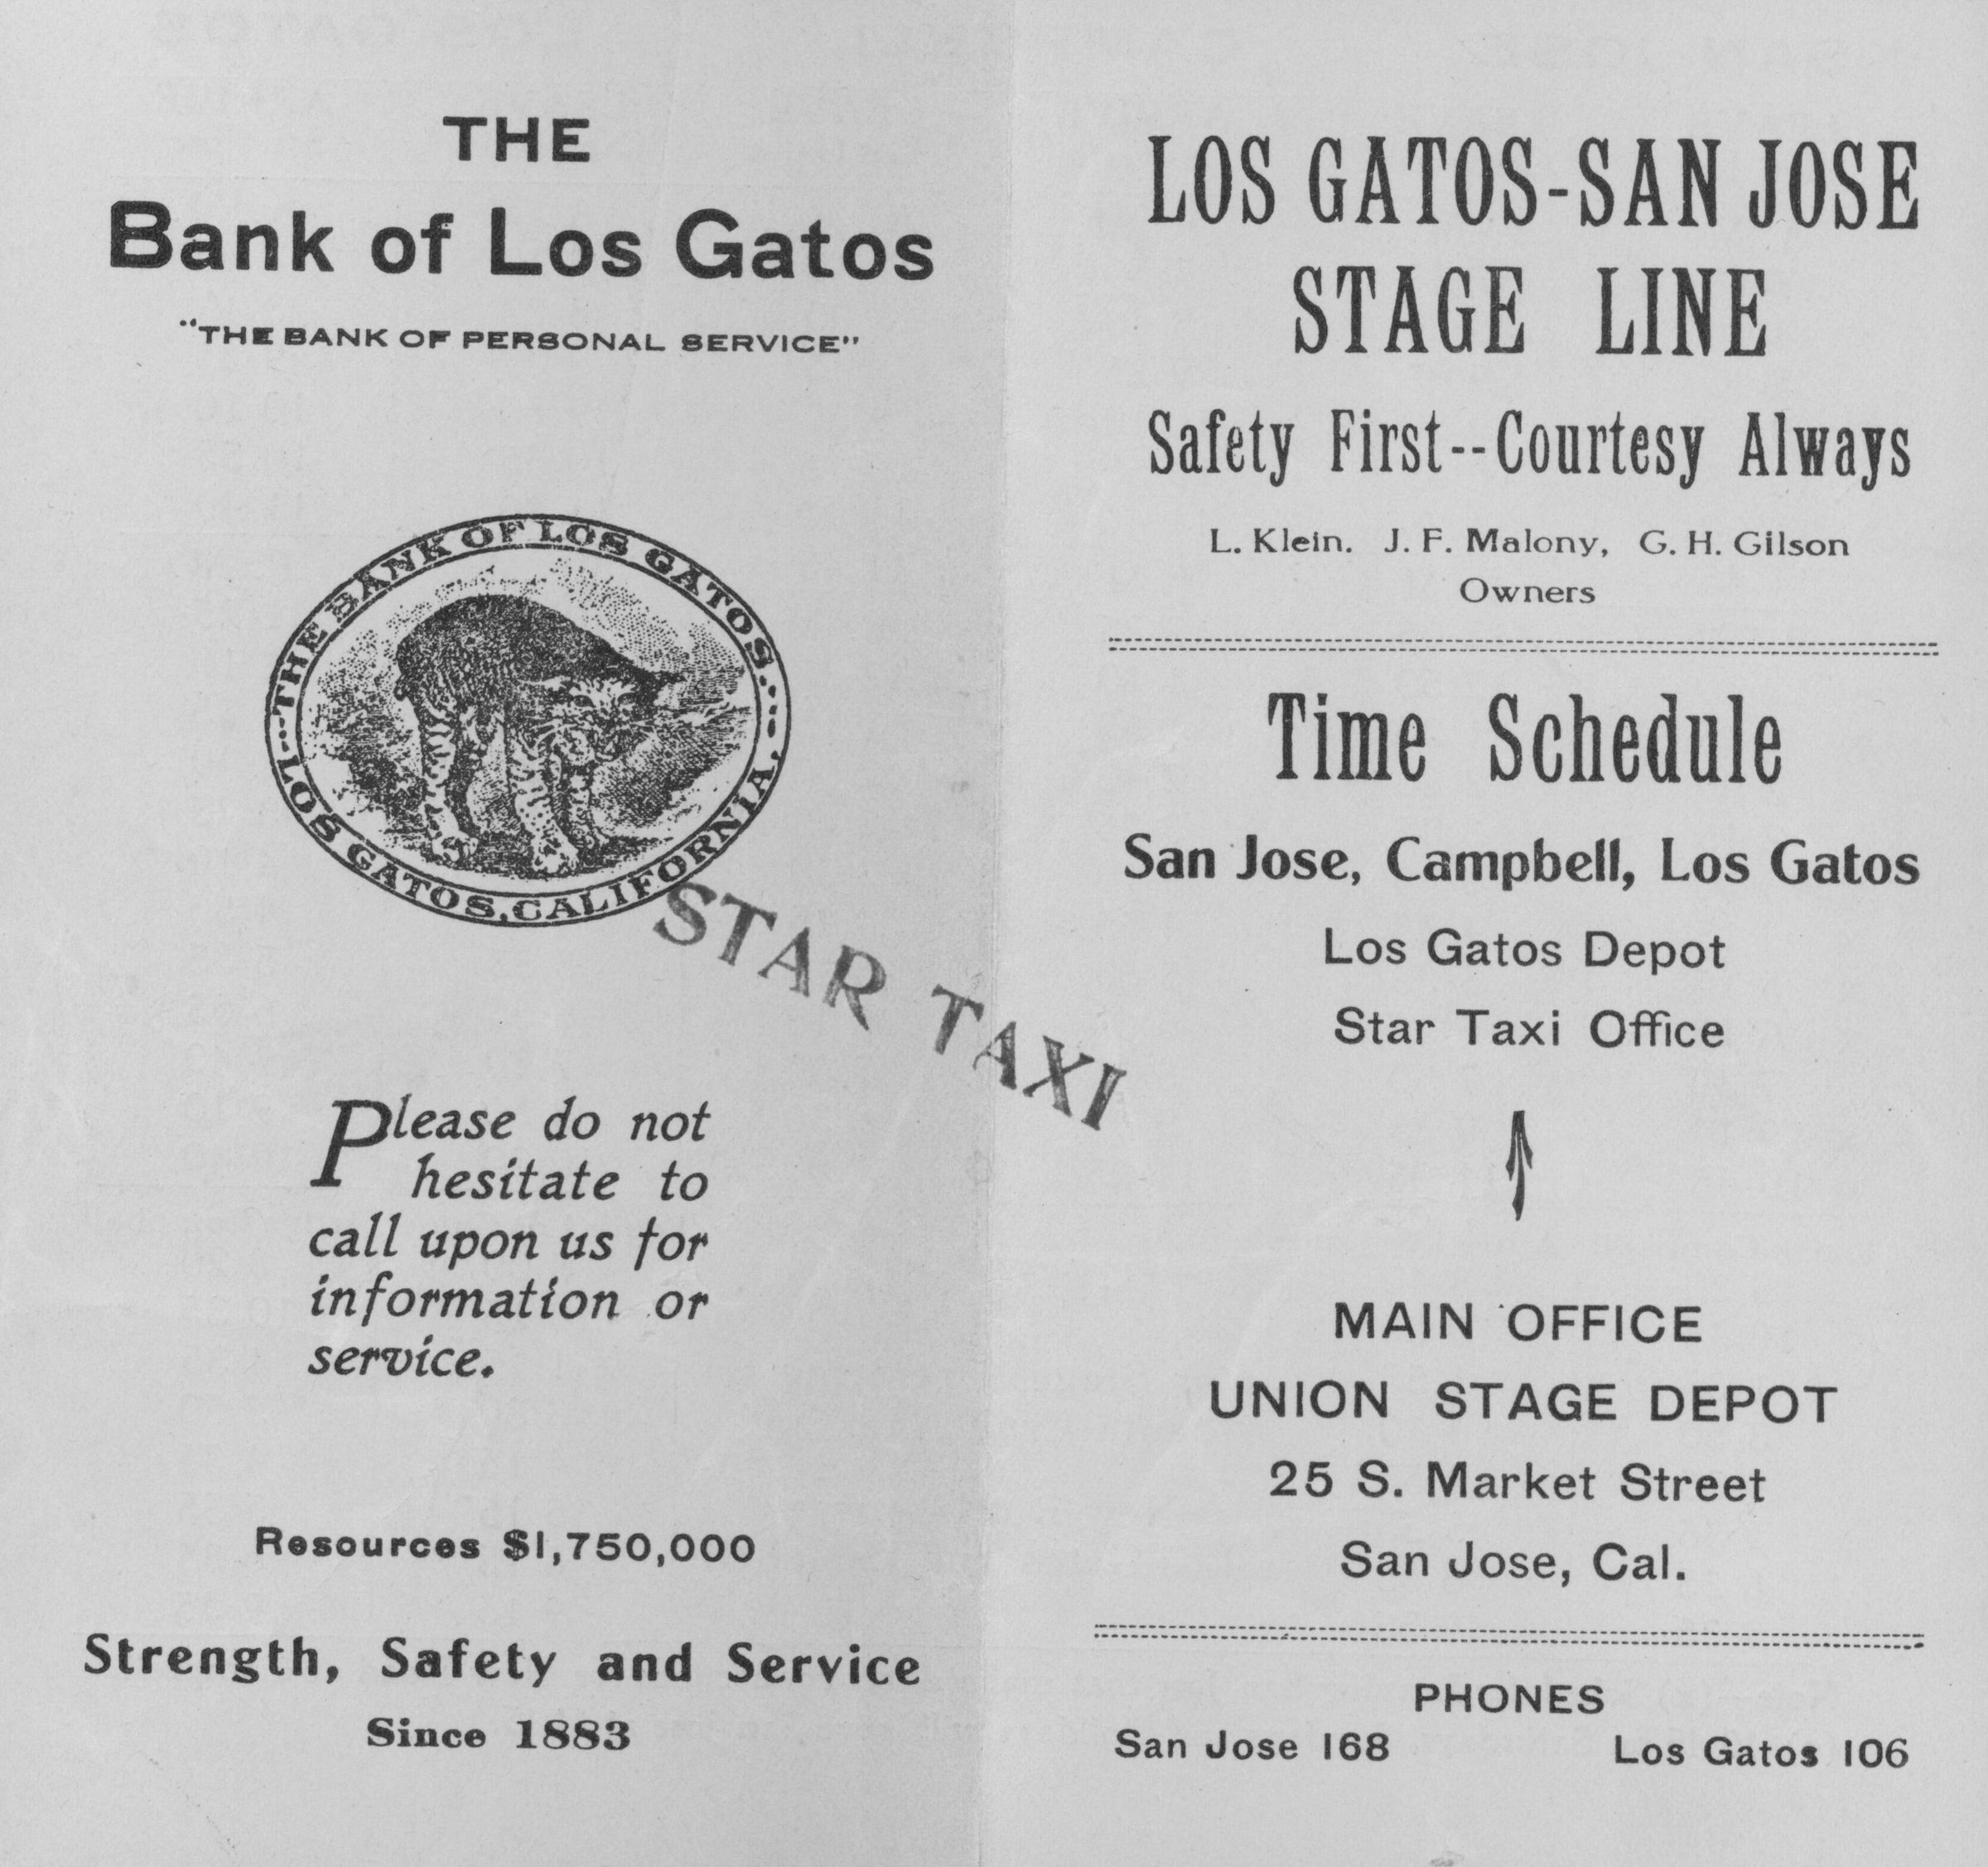 THE
Bank of Los Gatos
"THE BANK OF PERSONAL SERVICE"
THE BANK OF LOS GATOS.
LOS GATOS, CALIFORNIA.
STAR TAXI
Please do not
hesitate to
call upon us for
information or
service.
Resources $1,750,000
Strength, Safety and Service
Since 1883
LOS GATOS-SAN JOSE
STAGE LINE
Safety First--Courtesy Always
L. Klein. J. F. Malony, G. H. Gilson
Owners
Time Schedule
San Jose, Campbell, Los Gatos
Los Gatos Depot
Star Taxi Office
MAIN OFFICE
UNION STAGE DEPOT
25 S. Market Street
San Jose, Cal.
PHONES
San Jose 168 Los Gatos 106